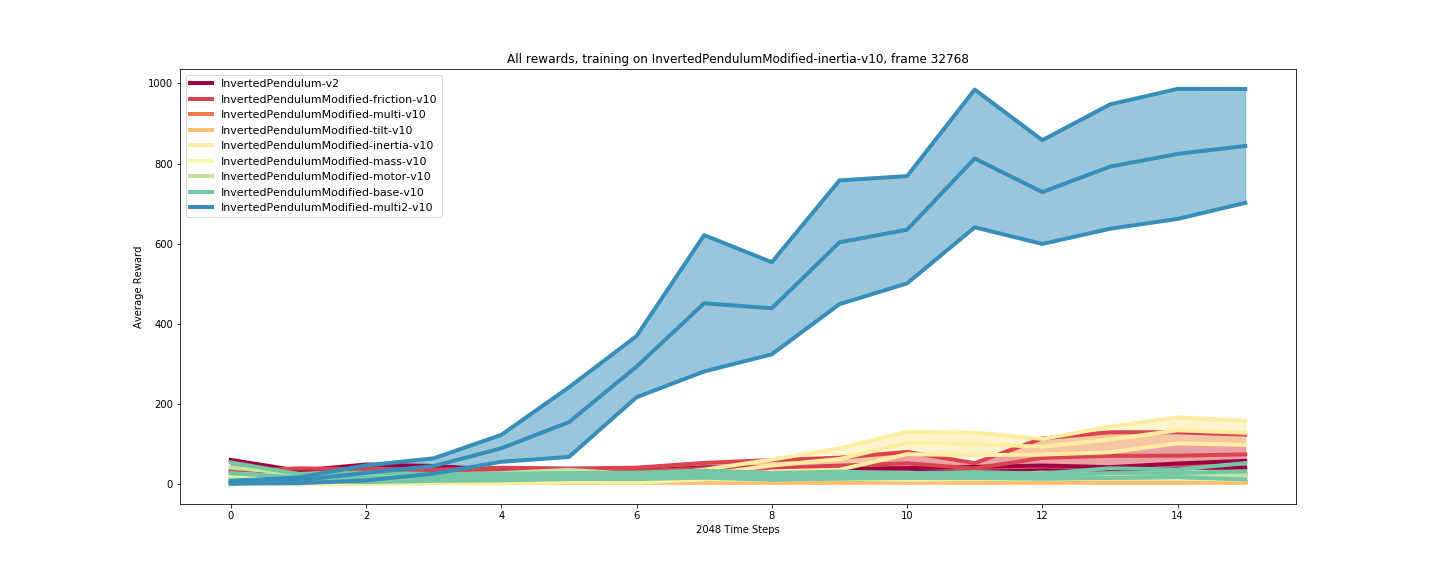 All rewards, training on InvertedPendulumModified-inertia-v10, frame 32768
InvertedPendulum-v2
InvertedPendulumModified-friction-v10
InvertedPendulumModified-multi-v10
InvertedPendulumModified-tilt-v10
InvertedPendulumModified-inertia-v10
InvertedPendulumModified-mass-v10
InvertedPendulumModified-motor-v10
InvertedPendulumModified-base-v10
InvertedPendulumModified-multi2-v10
Average Reward
1000
800
600
400
200
0
0 2 4 6 8 10 12 14
2048 Time Steps